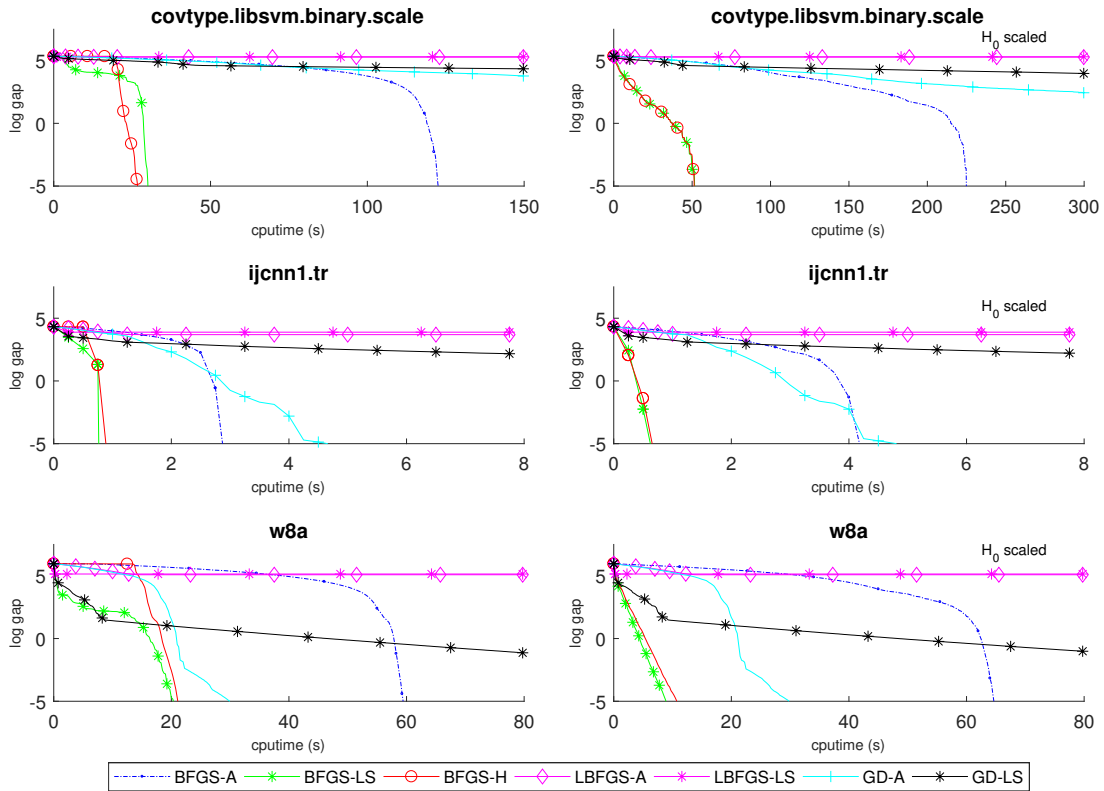 covtype.libsvm.binary.scale
log gap
5
0
-5
0
50
100
150
cputime (s)
covtype.libsvm.binary.scale
H0 scaled
log gap
5
0
-5
0
50
100
150
200
250
300
cputime (s)
ijcnn1.tr
log gap
5
0
-5
0
2
4
6
8
cputime (s)
ijcnn1.tr
H0 scaled
log gap
5
0
-5
0
2
4
6
8
cputime (s)
w8a
log gap
5
0
-5
0
20
40
60
80
cputime (s)
w8a
H0 scaled
log gap
5
0
-5
0
20
40
60
80
cputime (s)
BFGS-A BFGS-LS BFGS-H LBFGS-A LBFGS-LS GD-A GD-LS